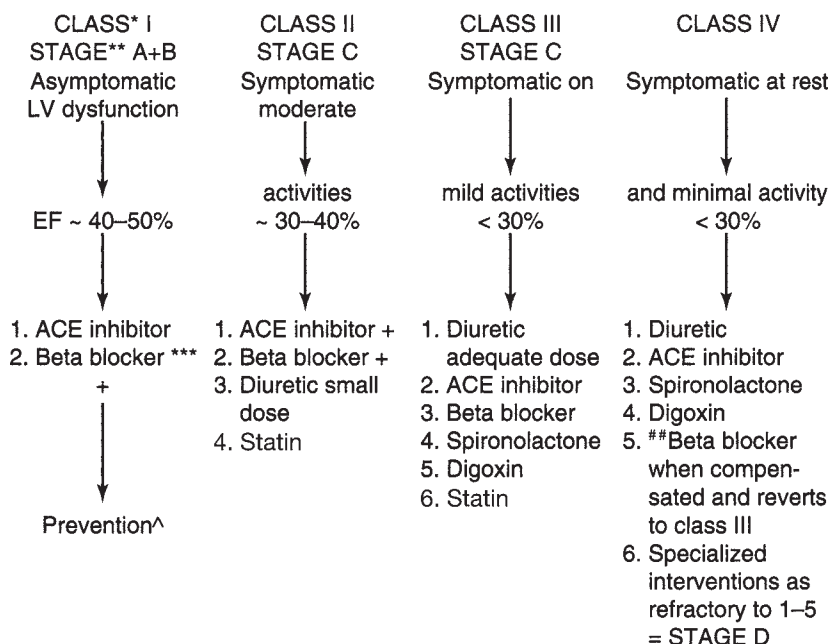 CLASS* I
STAGE** A+B
Asymptomatic
LV dysfunction
EF ~ 40–50%
1. ACE inhibitor
2. Beta blocker ***
+
Prevention^
CLASS II
STAGE C
Symptomatic
moderate
activities
~ 30–40%
1. ACE inhibitor +
2. Beta blocker +
3. Diuretic small
dose
4. Statin
CLASS III
STAGE C
Symptomatic on
mild activities
< 30%
1. Diuretic
adequate dose
2. ACE inhibitor
3. Beta blocker
4. Spironolactone
5. Digoxin
6. Statin
CLASS IV
Symptomatic at rest
and minimal activity
< 30%
1. Diuretic
2. ACE inhibitor
3. Spironolactone
4. Digoxin
5. ##Beta blocker
when compen-
sated and reverts
to class III
6. Specialized
interventions as
refractory to 1–5
= STAGE D